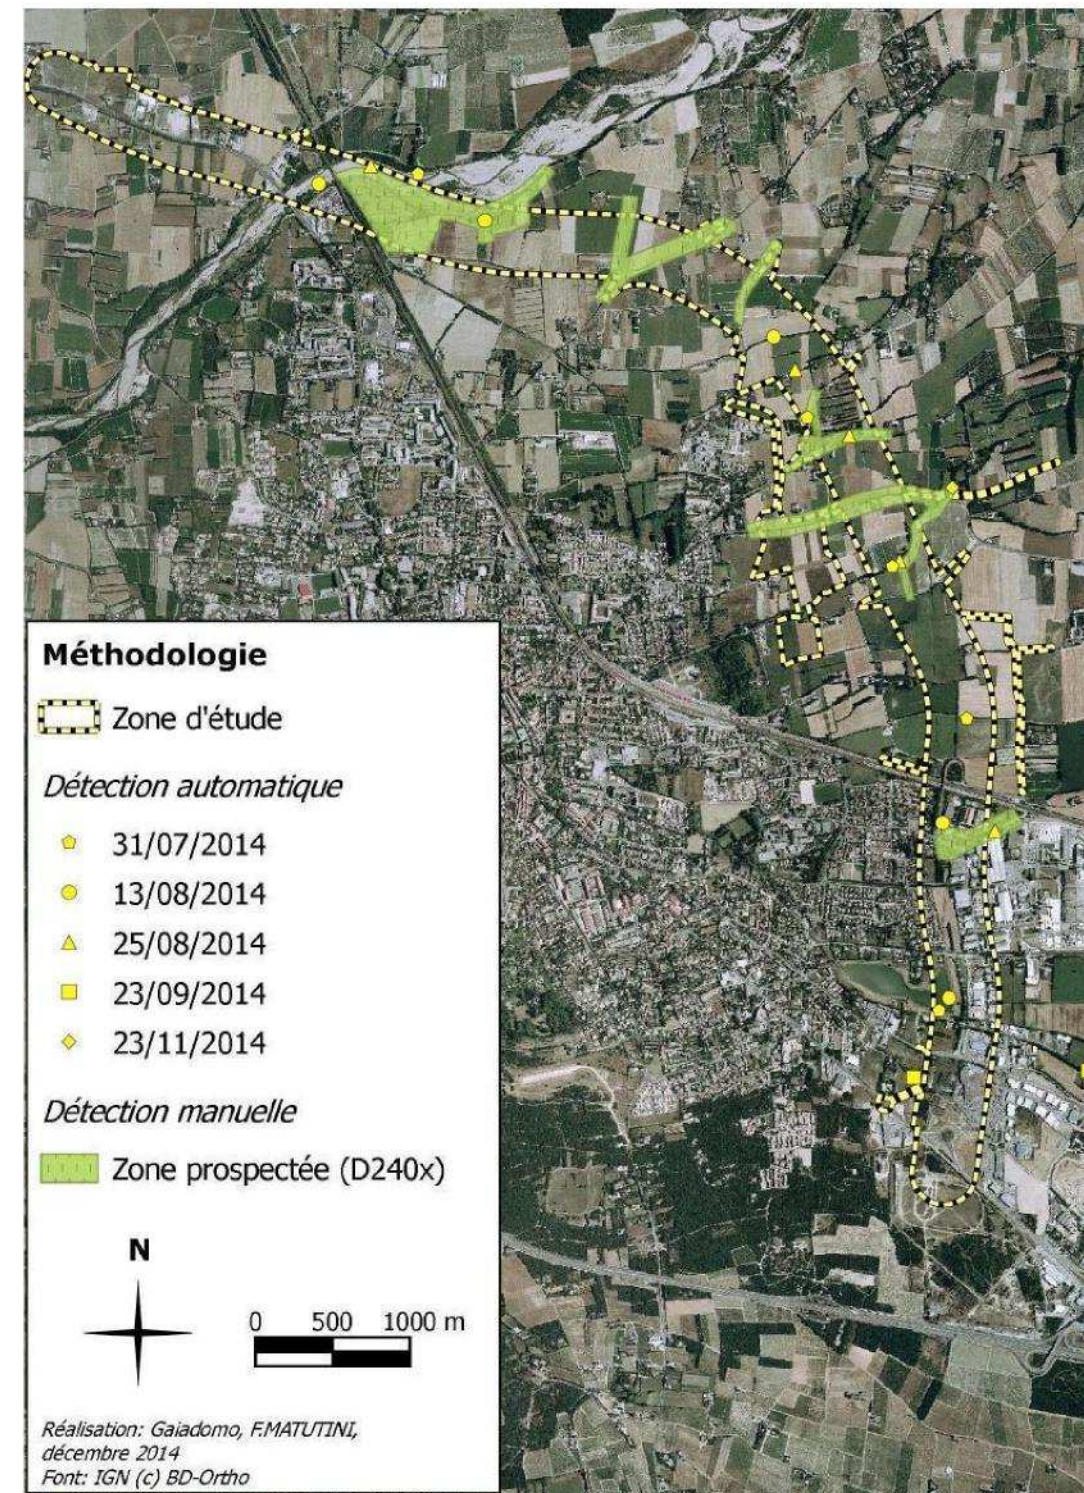 Méthodologie
Zone d'étude
Détection automatique
31/07/2014
13/08/2014
25/08/2014
23/09/2014
23/11/2014
Détection manuelle
Zone prospectée (D240x)
N
0 500 1000 m
Réalisation: Gaiadomo, F.MATUTINI,
décembre 2014
Font: IGN (c) BD-Ortho